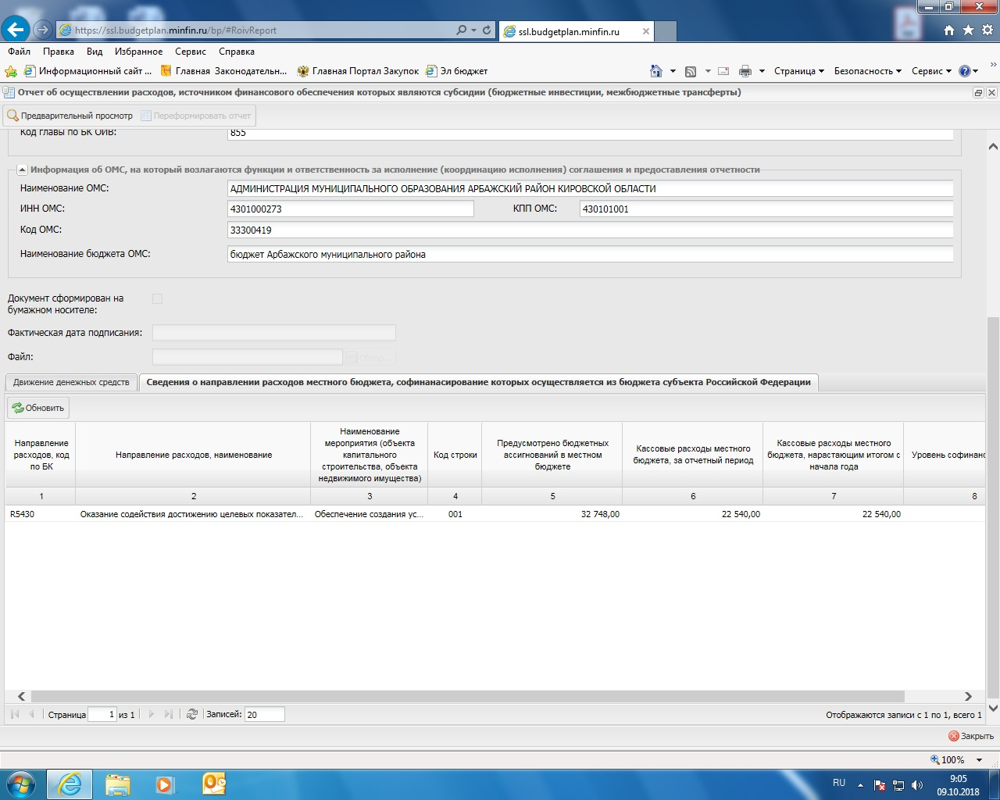 https://ssl.budgetplan.minfin.ru/bp/#RoivReport
ssl.budgetplan.minfin.ru
Файл Правка Вид Избранное Сервис Справка
Информационный сайт ... Главная Законодательн... Главная Портал Закупок Эл бюджет
Страница Безопасность Сервис
Отчет об осуществлении расходов, источником финансового обеспечения которых являются субсидии (бюджетные инвестиции, межбюджетные трансферты)
Предварительный просмотр Переформировать отчет
Код главы по БК ОИВ: 855
Информация об ОМС, на который возлагаются функции и ответственность за исполнение (координацию исполнения) соглашения и предоставления отчетности
Наименование ОМС: АДМИНИСТРАЦИЯ МУНИЦИПАЛЬНОГО ОБРАЗОВАНИЯ АРБАЖСКИЙ РАЙОН КИРОВСКОЙ ОБЛАСТИ
ИНН ОМС: 4301000273 КПП ОМС: 430101001
Код ОМС: 33300419
Наименование бюджета ОМС: бюджет Арбажского муниципального района
Документ сформирован на
бумажном носителе:
Фактическая дата подписания:
Файл: Обзор...
Движение денежных средств Сведения о направлении расходов местного бюджета, софинанасирование которых осуществляется из бюджета субъекта Российской Федерации
Обновить
Направление расходов, код по БК
Направление расходов, наименование
Наименование мероприятия (объекта капитального строительства, объекта недвижимого имущества)
Код строки
Предусмотрено бюджетных ассигнований в местном бюджете
Кассовые расходы местного бюджета, за отчетный период
Кассовые расходы местного бюджета, нарастающим итогом с начала года
Уровень софинанс
1 2 3 4 5 6 7 8
R5430 Оказание содействия достижению целевых показател... Обеспечение создания ус... 001 32 748,00 22 540,00 22 540,00
Страница 1 из 1 Записей: 20
Отображаются записи с 1 по 1, всего 1
Закрыть
100%
RU
9:05
09.10.2018